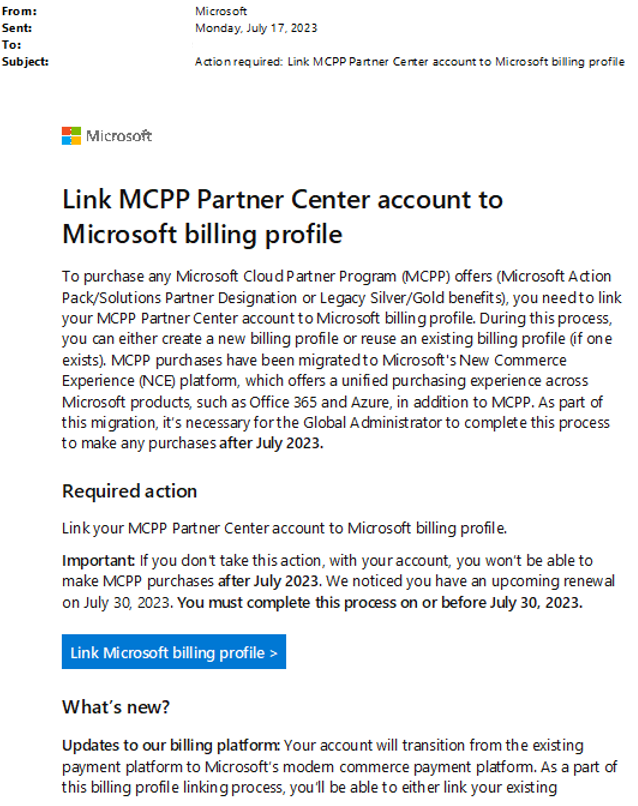 From: Microsoft
Sent: Monday, July 17, 2023
To:
Subject: Action required: Link MCPP Partner Center account to Microsoft billing profile
Microsoft
Link MCPP Partner Center account to
Microsoft billing profile
To purchase any Microsoft Cloud Partner Program (MCPP) offers (Microsoft Action
Pack/Solutions Partner Designation or Legacy Silver/Gold benefits), you need to link
your MCPP Partner Center account to Microsoft billing profile. During this process,
you can either create a new billing profile or reuse an existing billing profile (if one
exists). MCPP purchases have been migrated to Microsoft's New Commerce
Experience (NCE) platform, which offers a unified purchasing experience across
Microsoft products, such as Office 365 and Azure, in addition to MCPP. As part of
this migration, it's necessary for the Global Administrator to complete this process
to make any purchases after July 2023.
Required action
Link your MCPP Partner Center account to Microsoft billing profile.
Important: If you don't take this action, with your account, you won't be able to
make MCPP purchases after July 2023. We noticed you have an upcoming renewal
on July 30, 2023. You must complete this process on or before July 30, 2023.
Link Microsoft billing profile >
What's new?
Updates to our billing platform: Your account will transition from the existing
payment platform to Microsoft's modern commerce payment platform. As a part of
this billing profile linking process, you'll be able to either link your existing